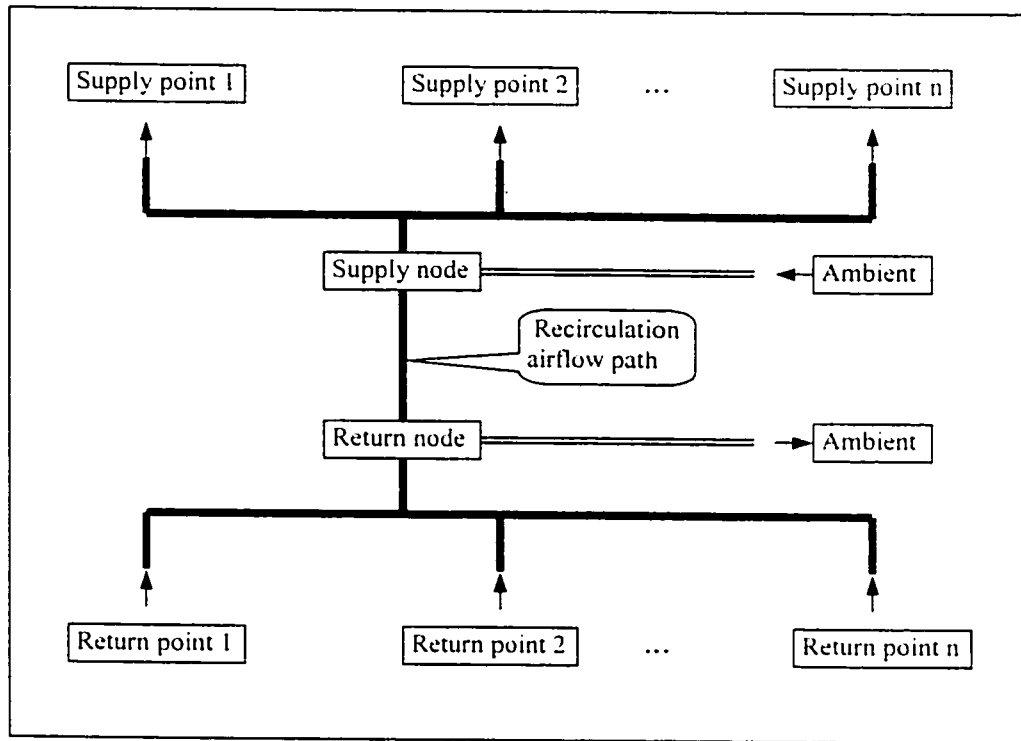 Supply point 1
Supply point 2
...
Supply point n
Supply node
Ambient
Recirculation
airflow path
Return node
Ambient
Return point 1
Return point 2
...
Return point n